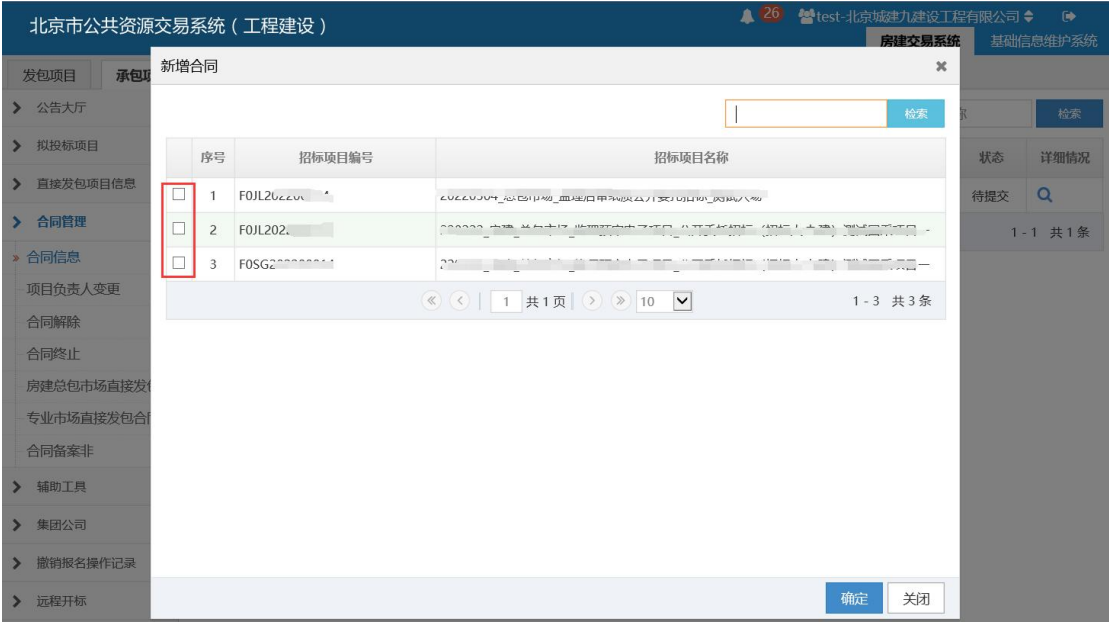 北京市公共资源交易系统（工程建设）
26 test-北京城建九建设工程有限公司
房建交易系统 基础信息维护系统
发包项目 承包项
新增合同
公告大厅
拟投标项目
直接发包项目信息
合同管理
合同信息
项目负责人变更
合同解除
合同终止
房建总包市场直接发包
专业市场直接发包合同
合同备案非
辅助工具
集团公司
撤销报名操作记录
远程开标
检索
检索
序号 招标项目编号 招标项目名称
状态 详细情况
1
待提交
2 F0JL202
1-1 共1条
3
1 共1页 10 1-3 共3条
确定 关闭